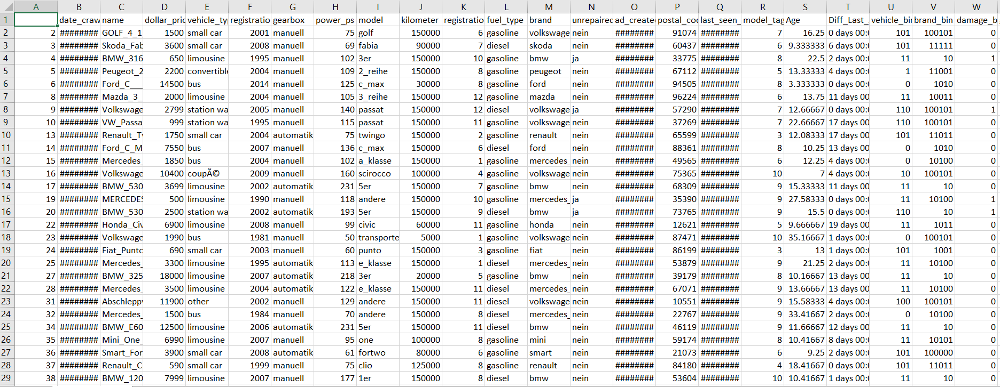 A B C D E F G H I J K L M N O P Q R S T U V W
1 date_craw name dollar_pric vehicle_typ registratio gearbox power_ps model kilometer registratio fuel_type brand unrepaired ad_created postal_cod last_seen_ model_tag Age Diff_Last_ vehicle_bin brand_bin damage_b
2 2 ######## GOLF_4_1_ 1500 small car 2001 manuell 75 golf 150000 6 gasoline volkswage nein ######## 91074 ######## 7 16.25 0 days 00:0 101 100101 0
3 3 ######## Skoda_Fab 3600 small car 2008 manuell 69 fabia 90000 7 diesel skoda nein ######## 60437 ######## 6 9.333333 6 days 00:0 101 11111 0
4 4 ######## BMW_316 650 limousine 1995 manuell 102 3er 150000 10 gasoline bmw ja ######## 33775 ######## 8 22.5 2 days 00:0 11 10 1
5 5 ######## Peugeot_2 2200 convertible 2004 manuell 109 2_reihe 150000 8 gasoline peugeot nein ######## 67112 ######## 5 13.33333 4 days 00:0 1 11001 0
6 6 ######## Ford_C___ 14500 bus 2014 manuell 125 c_max 30000 8 gasoline ford nein ######## 94505 ######## 8 3.333333 0 days 00:0 0 1010 0
7 8 ######## Mazda_3_ 2000 limousine 2004 manuell 105 3_reihe 150000 12 gasoline mazda nein ######## 96224 ######## 6 13.75 11 days 00 11 10011 0
8 9 ######## Volkswage 2799 station wa 2005 manuell 140 passat 150000 12 diesel volkswage ja ######## 57290 ######## 7 12.66667 0 days 00:0 110 100101 1
9 10 ######## VW_Passa 999 station wa 1995 manuell 115 passat 150000 11 gasoline volkswage nein ######## 37269 ######## 7 22.66667 17 days 00 110 100101 0
10 13 ######## Renault_Tw 1750 small car 2004 automatik 75 twingo 150000 2 gasoline renault nein ######## 65599 ######## 3 12.08333 17 days 00 101 11011 0
11 14 ######## Ford_C_M 7550 bus 2007 manuell 136 c_max 150000 6 diesel ford nein ######## 88361 ######## 8 10.25 13 days 00 0 1010 0
12 15 ######## Mercedes_ 1850 bus 2004 manuell 102 a_klasse 150000 1 gasoline mercedes_ nein ######## 49565 ######## 6 12.25 4 days 00:0 0 10100 0
13 16 ######## Volkswage 10400 coupÃ© 2009 manuell 160 scirocco 100000 4 gasoline volkswage nein ######## 75365 ######## 10 7 4 days 00:0 10 100101 0
14 17 ######## BMW_530 3699 limousine 2002 automatik 231 5er 150000 7 gasoline bmw nein ######## 68309 ######## 9 15.33333 11 days 00 11 10 0
15 19 ######## MERCEDES 500 limousine 1990 manuell 118 andere 150000 10 gasoline mercedes_ ja ######## 35390 ######## 9 27.58333 0 days 00:0 11 10100 1
16 20 ######## BMW_530 2500 station wa 2002 automatik 193 5er 150000 9 diesel bmw ja ######## 73765 ######## 9 15.5 0 days 00:0 110 10 1
17 22 ######## Honda_Civ 6900 limousine 2008 manuell 99 civic 60000 11 gasoline honda nein ######## 12621 ######## 5 9.666667 19 days 00 11 1011 0
18 23 ######## Volkswage 1990 bus 1981 manuell 50 transporte 5000 1 gasoline volkswage nein ######## 87471 ######## 10 35.16667 1 days 00:0 0 100101 0
19 24 ######## Fiat_Punto 690 small car 2003 manuell 60 punto 150000 3 gasoline fiat nein ######## 86199 ######## 3 13 1 days 00:0 101 1001 0
20 25 ######## Mercedes_ 3300 limousine 1995 automatik 113 e_klasse 150000 1 diesel mercedes_ nein ######## 53879 ######## 9 21.25 2 days 00:0 11 10100 0
21 27 ######## BMW_325 18000 limousine 2007 automatik 218 3er 20000 5 gasoline bmw nein ######## 39179 ######## 8 10.16667 13 days 00 11 10 0
22 28 ######## Mercedes_ 3500 limousine 2004 automatik 122 e_klasse 150000 11 diesel mercedes_ nein ######## 67071 ######## 9 13.66667 13 days 00 11 10100 0
23 31 ######## Abschlepp 11900 other 2002 manuell 129 andere 150000 11 diesel volkswage nein ######## 10551 ######## 9 15.58333 4 days 00:0 100 100101 0
24 32 ######## Mercedes_ 1500 bus 1984 manuell 70 andere 150000 8 diesel mercedes_ nein ######## 22767 ######## 9 33.41667 2 days 00:0 0 10100 0
25 34 ######## BMW_E60 12500 limousine 2006 automatik 231 5er 150000 11 diesel bmw nein ######## 46119 ######## 9 11.66667 12 days 00 11 10 0
26 35 ######## Mini_One_ 6990 limousine 2007 manuell 95 one 100000 8 gasoline mini nein ######## 59174 ######## 8 10.41667 8 days 00:0 11 10101 0
27 36 ######## Smart_For 3900 small car 2008 automatik 61 fortwo 80000 6 gasoline smart nein ######## 21073 ######## 6 9.25 2 days 00:0 101 100000 0
28 37 ######## Renault_C 590 small car 1999 manuell 75 clio 125000 8 gasoline renault nein ######## 84180 ######## 4 18.41667 0 days 00:0 101 11011 0
29 38 ######## BMW_120 7999 limousine 2007 manuell 177 1er 150000 8 diesel bmw nein ######## 53604 ######## 10 10.41667 1 days 00:0 11 10 0